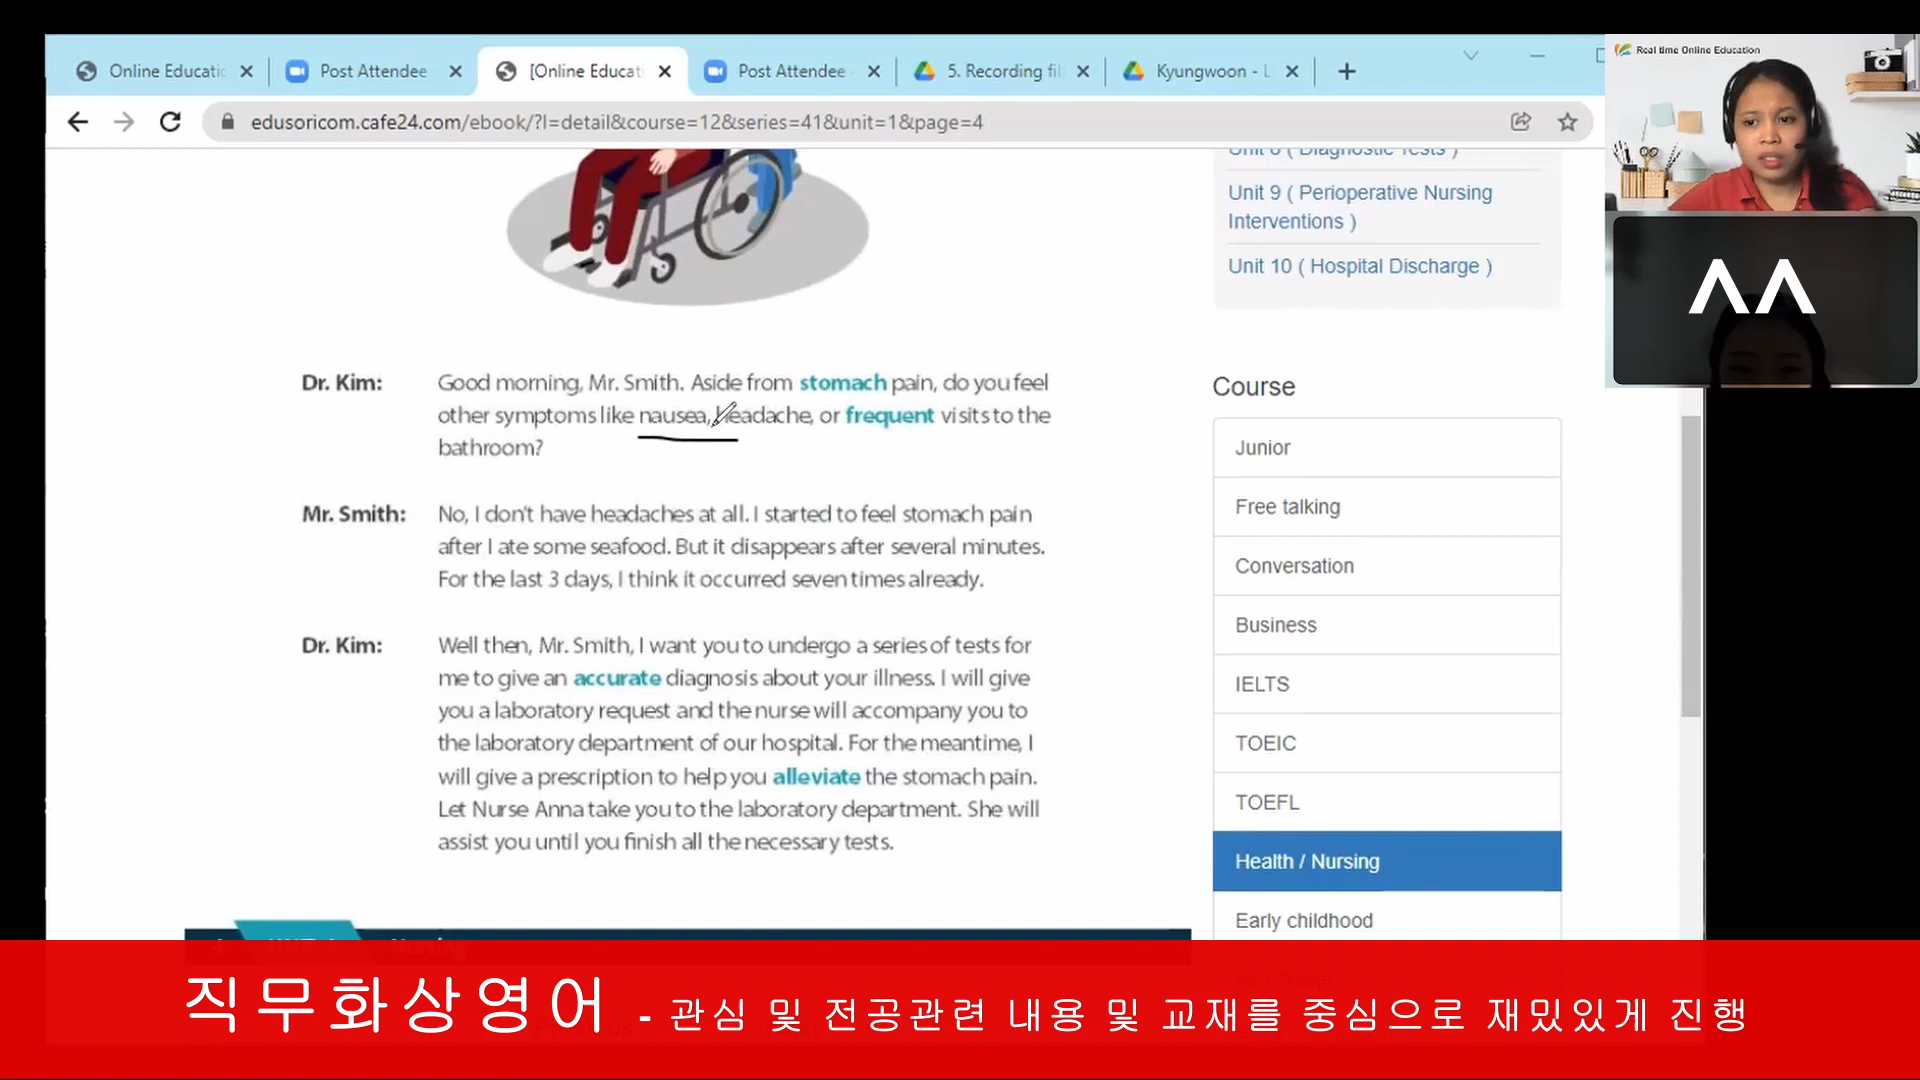 Online Educatic
Post Attendee
[Online Educat
Post Attendee
5. Recording fil
Kyungwoon - L
edusoricom.cafe24.com/ebook/?l=detail&course=12&series=41&unit=1&page=4
Real time Online Education
^^
Unit 8 ( Diagnostic Tests )
Unit 9 ( Perioperative Nursing
Interventions )
Unit 10 ( Hospital Discharge )
Dr. Kim: Good morning, Mr. Smith. Aside from stomach pain, do you feel
other symptoms like nausea, headache, or frequent visits to the
bathroom?
Mr. Smith: No, I don't have headaches at all. I started to feel stomach pain
after I ate some seafood. But it disappears after several minutes.
For the last 3 days, I think it occurred seven times already.
Dr. Kim: Well then, Mr. Smith, I want you to undergo a series of tests for
me to give an accurate diagnosis about your illness. I will give
you a laboratory request and the nurse will accompany you to
the laboratory department of our hospital. For the meantime, I
will give a prescription to help you alleviate the stomach pain.
Let Nurse Anna take you to the laboratory department. She will
assist you until you finish all the necessary tests.
Course
Junior
Free talking
Conversation
Business
IELTS
TOEIC
TOEFL
Health / Nursing
Early childhood
직무화상영어 - 관심 및 전공관련 내용 및 교재를 중심으로 재밌있게 진행